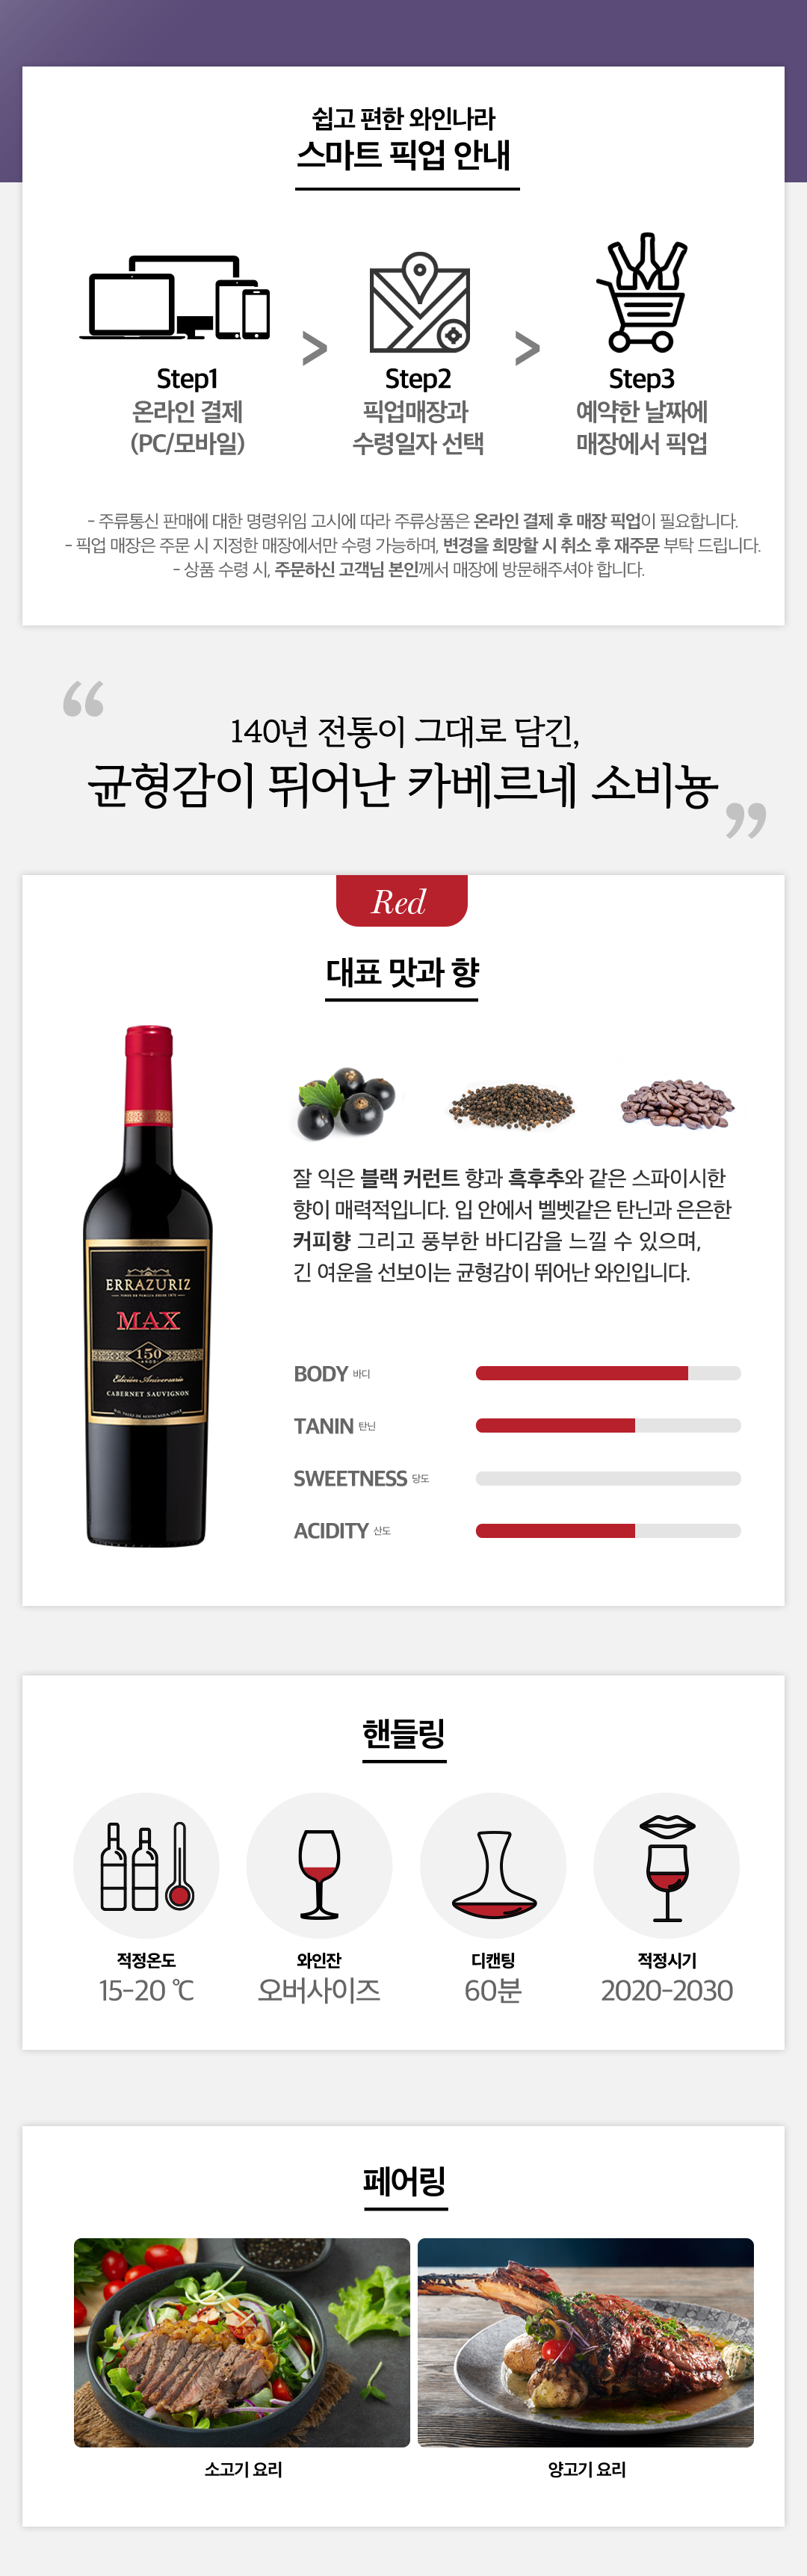 쉽고 편한 와인나라
스마트 픽업 안내
Step1
온라인 결제
(PC/모바일)
>
Step2
픽업매장과
수령일자 선택
>
Step3
예약한 날짜에
매장에서 픽업
- 주류통신 판매에 대한 명령위임 고시에 따라 주류상품은 온라인 결제 후 매장 픽업이 필요합니다.
- 픽업 매장은 주문 시 지정한 매장에서만 수령 가능하며, 변경을 희망할 시 취소 후 재주문 부탁 드립니다.
- 상품 수령 시, 주문하신 고객님 본인께서 매장에 방문해주셔야 합니다.
“
140년 전통이 그대로 담긴,
균형감이 뛰어난 카베르네 소비뇽
”
Red
대표 맛과 향
잘 익은 블랙 커런트 향과 흑후추와 같은 스파이시한
향이 매력적입니다. 입 안에서 벨벳같은 탄닌과 은은한
커피향 그리고 풍부한 바디감을 느낄 수 있으며,
긴 여운을 선보이는 균형감이 뛰어난 와인입니다.
ERRAZURIZ
MAX
150
AÑOS
Edición Aniversario
CABERNET SAUVIGNON
BODY 바디
TANIN 탄닌
SWEETNESS 당도
ACIDITY 산도
핸들링
적정온도
15-20 ℃
와인잔
오버사이즈
디캔팅
60분
적정시기
2020-2030
페어링
소고기 요리
양고기 요리